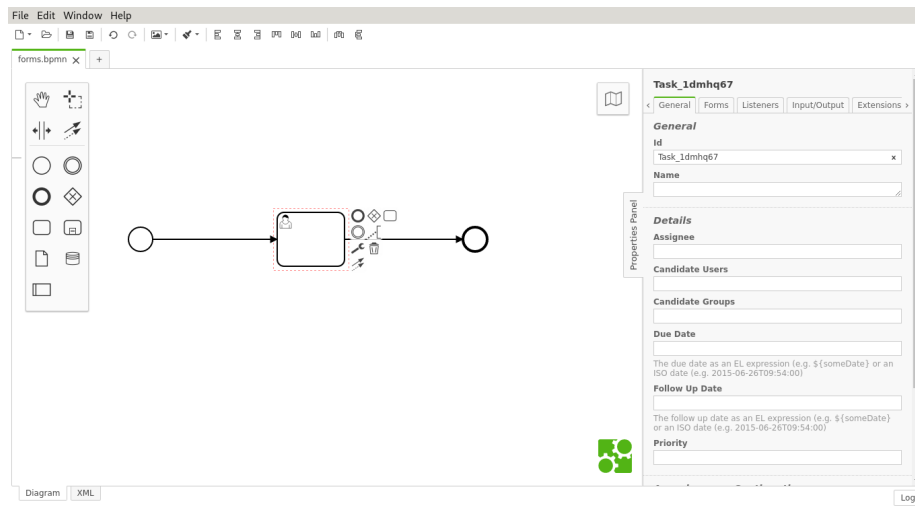 File Edit Window Help
forms.bpmn
+
Task_1dmhq67
General Forms Listeners Input/Output Extensions
General
Id
Task_1dmhq67
Name
Properties Panel
Details
Assignee
Candidate Users
Candidate Groups
Due Date
The due date as an EL expression (e.g. ${someDate} or an
ISO date (e.g. 2015-06-26T09:54:00)
Follow Up Date
The follow up date as an EL expression (e.g. ${someDate}
or an ISO date (e.g. 2015-06-26T09:54:00)
Priority
Diagram XML
Log